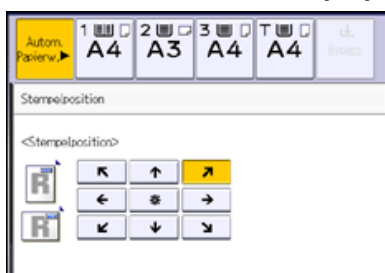 Autom. 1 2 3 T
Papierw.▶ A4 A3 A4 A4
Stempelposition
<Stempelposition>
R
R